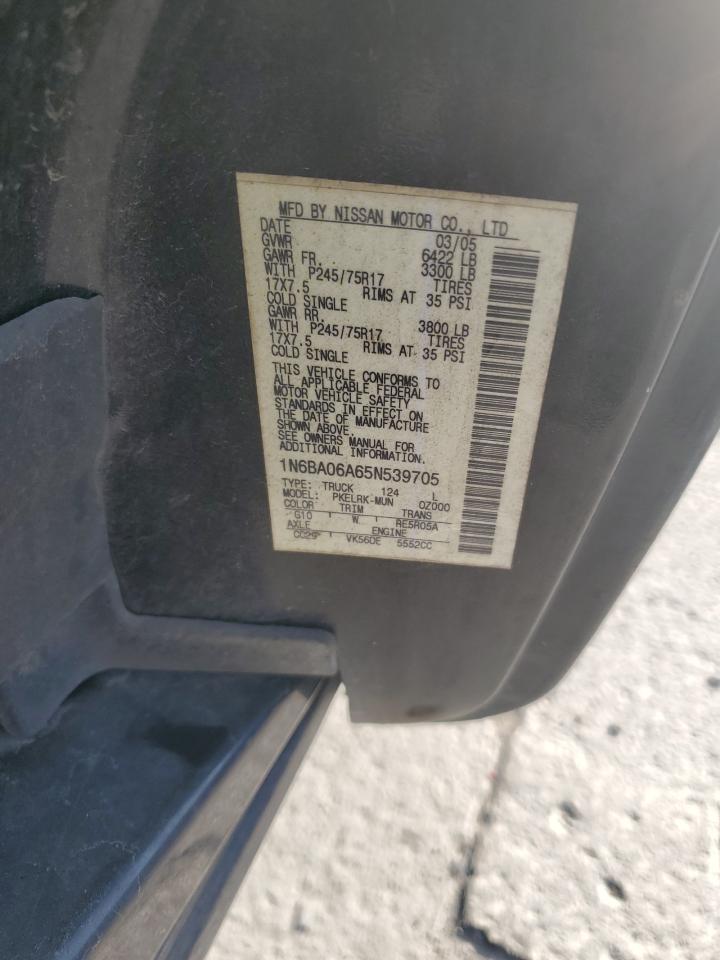 MFD BY NISSAN MOTOR CO., LTD
DATE 03/05
GVWR 6422 LB
GAWR FR. 3300 LB
WITH P245/75R17 TIRES
17X7.5 RIMS AT 35 PSI
COLD SINGLE
GAWR RR. 3800 LB
WITH P245/75R17 TIRES
17X7.5 RIMS AT 35 PSI
COLD SINGLE
THIS VEHICLE CONFORMS TO
ALL APPLICABLE FEDERAL
MOTOR VEHICLE SAFETY
STANDARDS IN EFFECT ON
THE DATE OF MANUFACTURE
SHOWN ABOVE.
SEE OWNERS MANUAL FOR
ADDITIONAL INFORMATION
1N6BA06A65N539705
TYPE: TRUCK 124 L
MODEL: PKELRK-MUN OZ000
COLOR TRIM TRANS
G10 W RE5R05A
AXLE ENGINE
CC29 VK56DE 5552CC